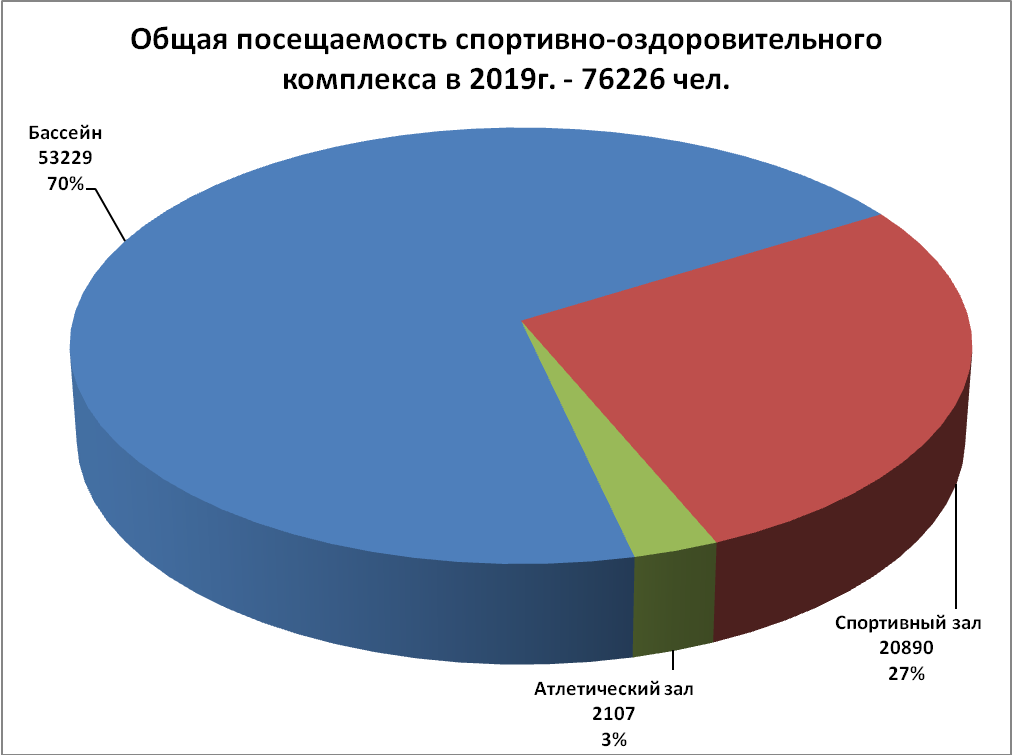 Общая посещаемость спортивно-оздоровительного
комплекса в 2019г. - 76226 чел.
Бассейн
53229
70%
Спортивный зал
20890
27%
Атлетический зал
2107
3%